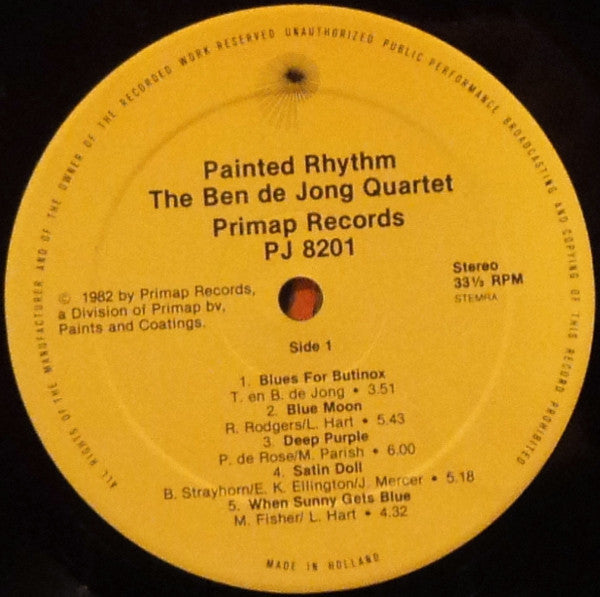 ALL RIGHTS OF THE MANUFACTURER AND OF THE OWNER OF THE RECORDED WORK RESERVED UNAUTHORIZED PUBLIC PERFORMANCE BROADCASTING AND COPYING OF THIS RECORD PROHIBITED
Painted Rhythm
The Ben de Jong Quartet
Primap Records
PJ 8201
© 1982 by Primap Records,
a Division of Primap bv,
Paints and Coatings.
Stereo
33⅓ RPM
STEMRA
Side 1
1. Blues For Butinox
T. en B. de Jong • 3.51
2. Blue Moon
R. Rodgers/L. Hart • 5.43
3. Deep Purple
P. de Rose/M. Parish • 6.00
4. Satin Doll
B. Strayhorn/E. K. Ellington/J. Mercer • 5.18
5. When Sunny Gets Blue
M. Fisher/ L. Hart • 4.32
MADE IN HOLLAND